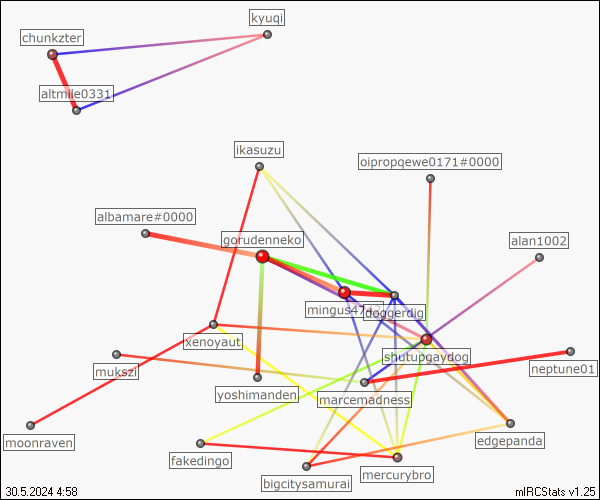 kyuqi
chunkzter
altmile0331
ikasuzu
oipropqewe0171#0000
albamare#0000
gorudenneko
alan1002
doggerdig
xenoyaut
shutupgaydog
mukszi
neptune01
yoshimanden
marcemadness
moonraven
edgepanda
fakedingo
bigcitysamurai
mercurybro
30.5.2024 4:58
mIRCStats v1.25